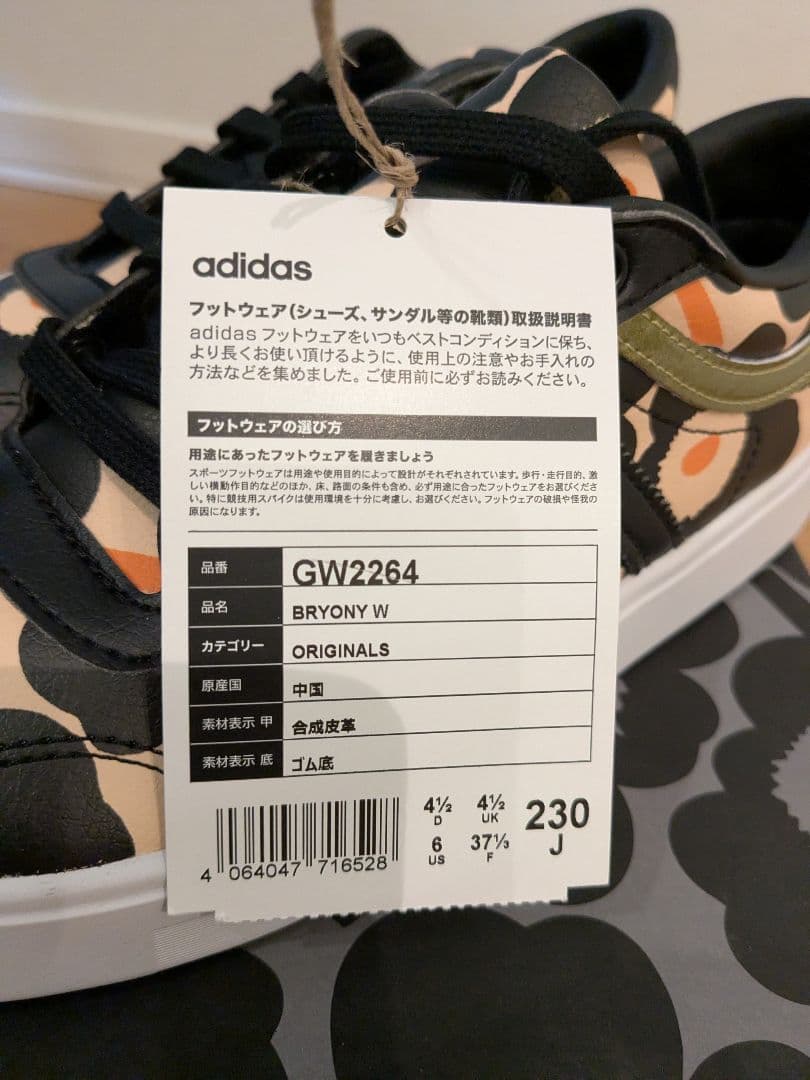 adidas
フットウェア(シューズ、サンダル等の靴類)取扱説明書
adidas フットウェアをいつもベストコンディションに保ち、
より長くお使い頂けるように、使用上の注意やお手入れの
方法などを集めました。ご使用前に必ずお読みください。
フットウェアの選び方
用途にあったフットウェアを履きましょう
スポーツフットウェアは用途や使用目的によって設計がそれぞれされています。歩行・走行目的、激
しい横動作目的などのほか、床、路面の条件も含め、必ず用途に合ったフットウェアをお選びくださ
い。特に競技用スパイクは使用環境を十分に考慮し、お選びください。フットウェアの破損や怪我の
原因になります。
品番 GW2264
品名 BRYONY W
カテゴリー ORIGINALS
原産国 中国
素材表示 甲 合成皮革
素材表示 底 ゴム底
4½ 4½ 230
D UK J
6 37⅓
US F
4 064047 716528